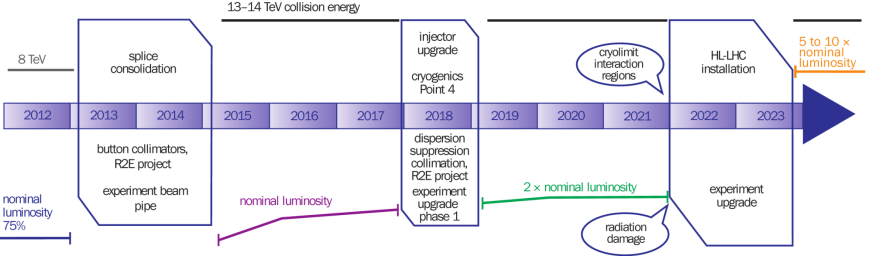 13–14 TeV collision energy
8 TeV
splice
consolidation
injector
upgrade
cryogenics
Point 4
cryolimit
interaction
regions
HL-LHC
installation
5 to 10 ×
nominal
luminosity
2012
2013
2014
2015
2016
2017
2018
2019
2020
2021
2022
2023
nominal
luminosity
75%
button collimators,
R2E project
experiment beam
pipe
nominal luminosity
dispersion
suppression
collimation,
R2E project
experiment
upgrade
phase 1
2 × nominal luminosity
radiation
damage
experiment
upgrade